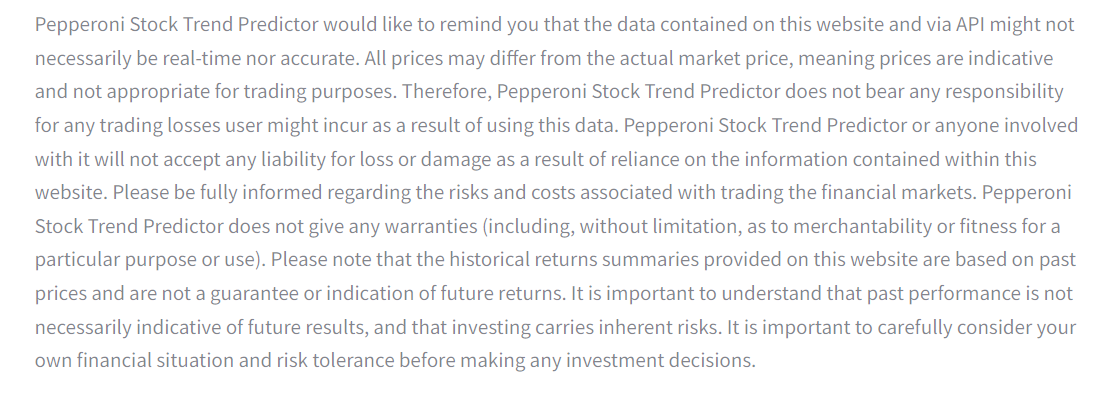 Pepperoni Stock Trend Predictor would like to remind you that the data contained on this website and via API might not
necessarily be real-time nor accurate. All prices may differ from the actual market price, meaning prices are indicative
and not appropriate for trading purposes. Therefore, Pepperoni Stock Trend Predictor does not bear any responsibility
for any trading losses user might incur as a result of using this data. Pepperoni Stock Trend Predictor or anyone involved
with it will not accept any liability for loss or damage as a result of reliance on the information contained within this
website. Please be fully informed regarding the risks and costs associated with trading the financial markets. Pepperoni
Stock Trend Predictor does not give any warranties (including, without limitation, as to merchantability or fitness for a
particular purpose or use). Please note that the historical returns summaries provided on this website are based on past
prices and are not a guarantee or indication of future returns. It is important to understand that past performance is not
necessarily indicative of future results, and that investing carries inherent risks. It is important to carefully consider your
own financial situation and risk tolerance before making any investment decisions.